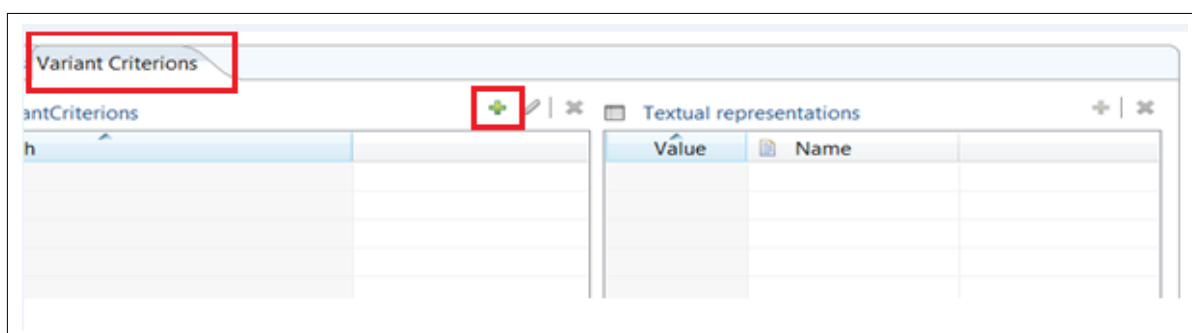 Variant Criterions
antCriterions Textual representations
h Value Name